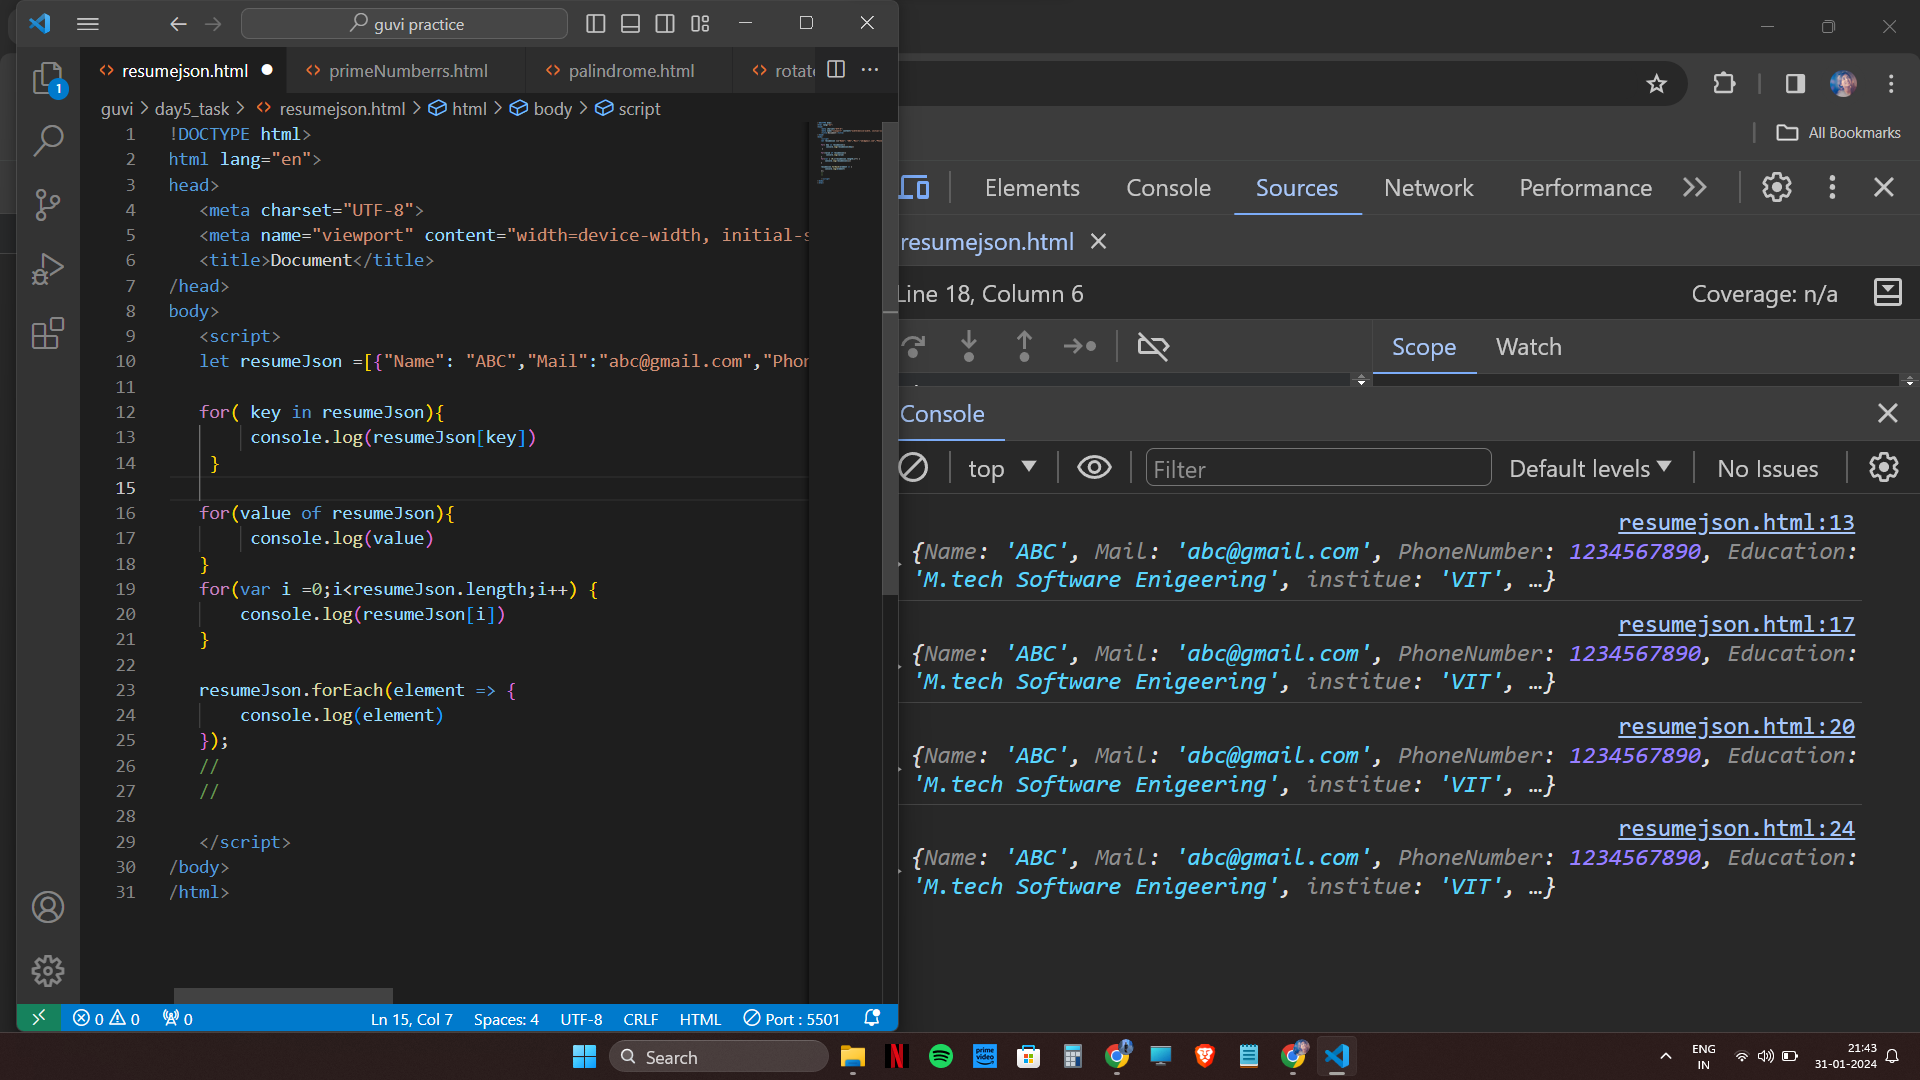 guvi practice
resumejson.html
primeNumberrs.html
palindrome.html
rotate
guvi > day5_task > resumejson.html > html > body > script
1 !DOCTYPE html>
2 html lang="en">
3 head>
4 <meta charset="UTF-8">
5 <meta name="viewport" content="width=device-width, initial-s
6 <title>Document</title>
7 /head>
8 body>
9 <script>
10 let resumeJson =[{"Name": "ABC","Mail":"abc@gmail.com","Phon
11
12 for( key in resumeJson){
13 console.log(resumeJson[key])
14 }
15
16 for(value of resumeJson){
17 console.log(value)
18 }
19 for(var i =0;i<resumeJson.length;i++) {
20 console.log(resumeJson[i])
21 }
22
23 resumeJson.forEach(element => {
24 console.log(element)
25 });
26 //
27 //
28
29 </script>
30 /body>
31 /html>
1
0 0 0
Ln 15, Col 7 Spaces: 4 UTF-8 CRLF HTML Port : 5501
All Bookmarks
Elements Console Sources Network Performance
resumejson.html
Line 18, Column 6
Coverage: n/a
Scope Watch
Console
top
Filter
Default levels
No Issues
resumejson.html:13
{Name: 'ABC', Mail: 'abc@gmail.com', PhoneNumber: 1234567890, Education:
'M.tech Software Enigeering', institue: 'VIT', …}
resumejson.html:17
{Name: 'ABC', Mail: 'abc@gmail.com', PhoneNumber: 1234567890, Education:
'M.tech Software Enigeering', institue: 'VIT', …}
resumejson.html:20
{Name: 'ABC', Mail: 'abc@gmail.com', PhoneNumber: 1234567890, Education:
'M.tech Software Enigeering', institue: 'VIT', …}
resumejson.html:24
{Name: 'ABC', Mail: 'abc@gmail.com', PhoneNumber: 1234567890, Education:
'M.tech Software Enigeering', institue: 'VIT', …}
Search
prime video
ENG
IN
21:43
31-01-2024